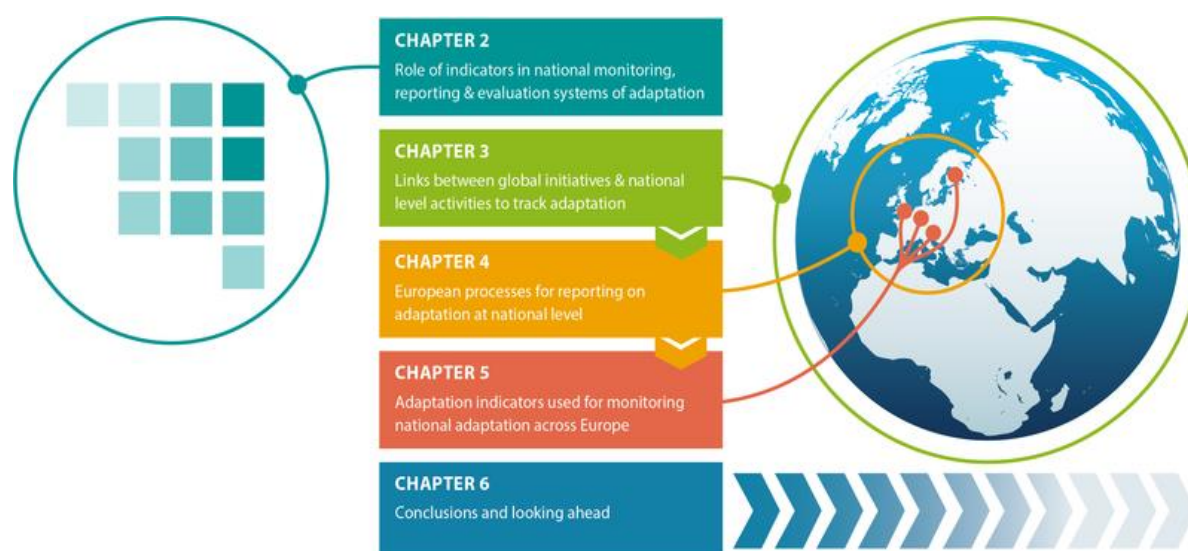 CHAPTER 2
Role of indicators in national monitoring,
reporting & evaluation systems of adaptation
CHAPTER 3
Links between global initiatives & national
level activities to track adaptation
CHAPTER 4
European processes for reporting on
adaptation at national level
CHAPTER 5
Adaptation indicators used for monitoring
national adaptation across Europe
CHAPTER 6
Conclusions and looking ahead